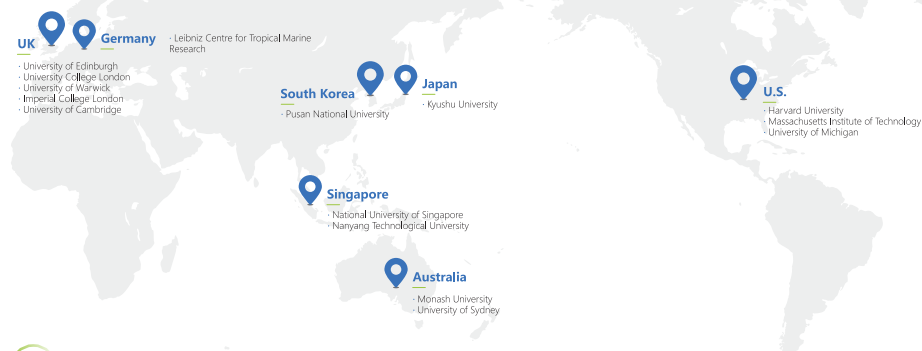 UK
· University of Edinburgh
· University College London
· University of Warwick
· Imperial College London
· University of Cambridge
Germany
· Leibniz Centre for Tropical Marine
Research
South Korea
· Pusan National University
Japan
· Kyushu University
U.S.
· Harvard University
· Massachusetts Institute of Technology
· University of Michigan
Singapore
· National University of Singapore
· Nanyang Technological University
Australia
· Monash University
· University of Sydney